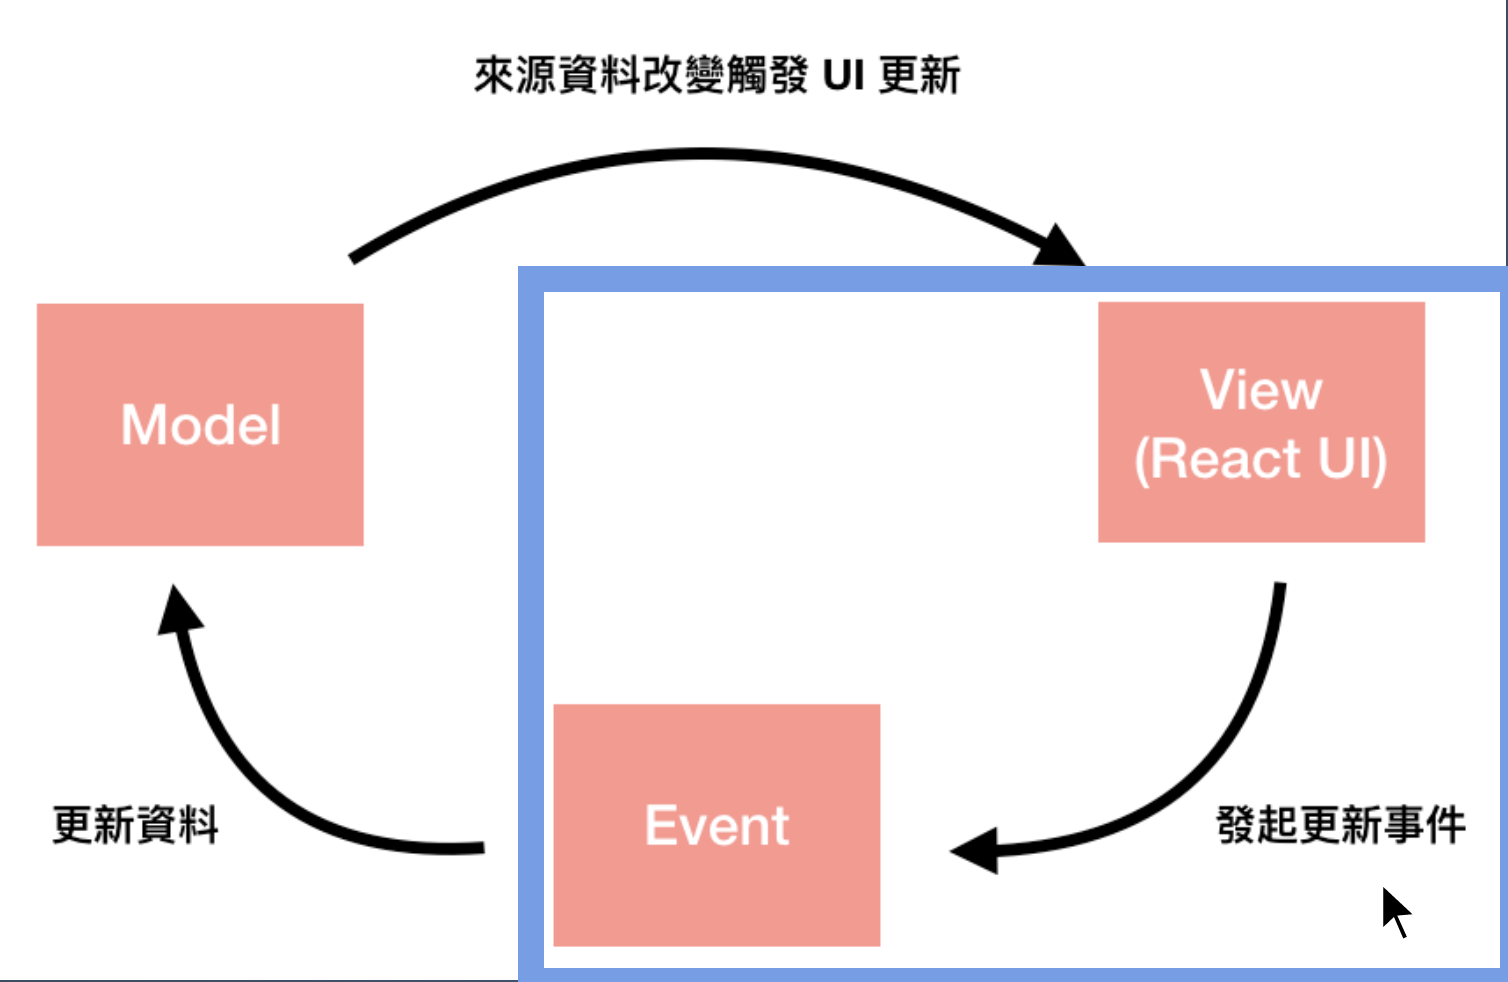 來源資料改變觸發 UI 更新
Model
View
(React UI)
更新資料
Event
發起更新事件